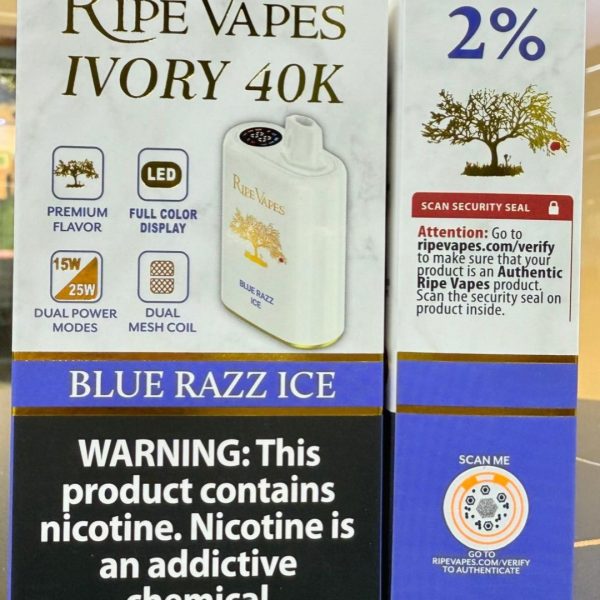 RIPE VAPES
IVORY 40K
PREMIUM
FLAVOR
LED
FULL COLOR
DISPLAY
15W
25W
DUAL POWER
MODES
DUAL
MESH COIL
RIPE VAPES
BLUE RAZZ
ICE
BLUE RAZZ ICE
WARNING: This
product contains
nicotine. Nicotine is
an addictive
chemical.
2%
SCAN SECURITY SEAL
Attention: Go to
ripevapes.com/verify
to make sure that your
product is an Authentic
Ripe Vapes product.
Scan the security seal on
product inside.
SCAN ME
GO TO
RIPEVAPES.COM/VERIFY
TO AUTHENTICATE